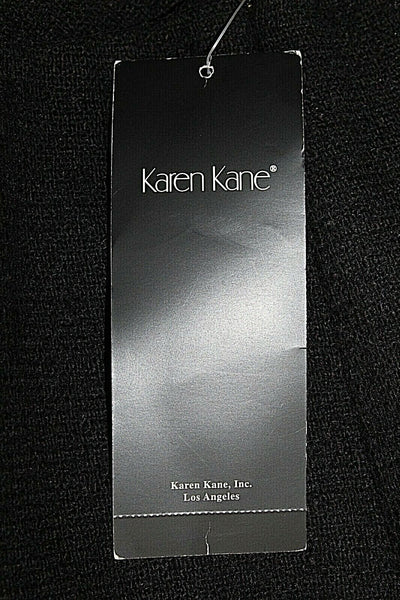 Karen Kane®
Karen Kane, Inc.
Los Angeles